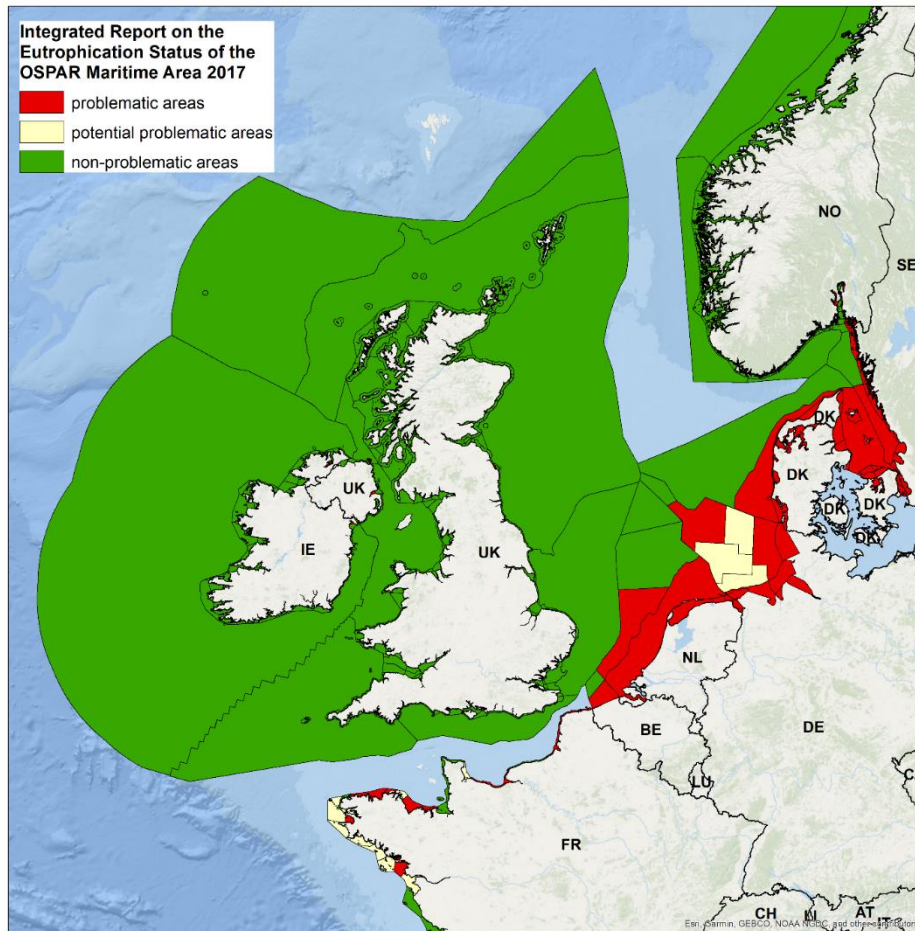 Integrated Report on the
Eutrophication Status of the
OSPAR Maritime Area 2017
problematic areas
potential problematic areas
non-problematic areas
NO
SE
DK
DK
DK
DK
DK
UK
IE
UK
NL
BE
DE
LU
FR
CH
LI
AT
Esri, Garmin, GEBCO, NOAA NGDC, and other contributors